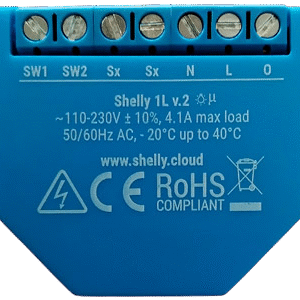 SW1 SW2 Sx Sx N L O
Shelly 1L v.2 µ
~110-230V ± 10%, 4.1A max load
50/60Hz AC, - 20°C up to 40°C
www.shelly.cloud
CE RoHS
COMPLIANT